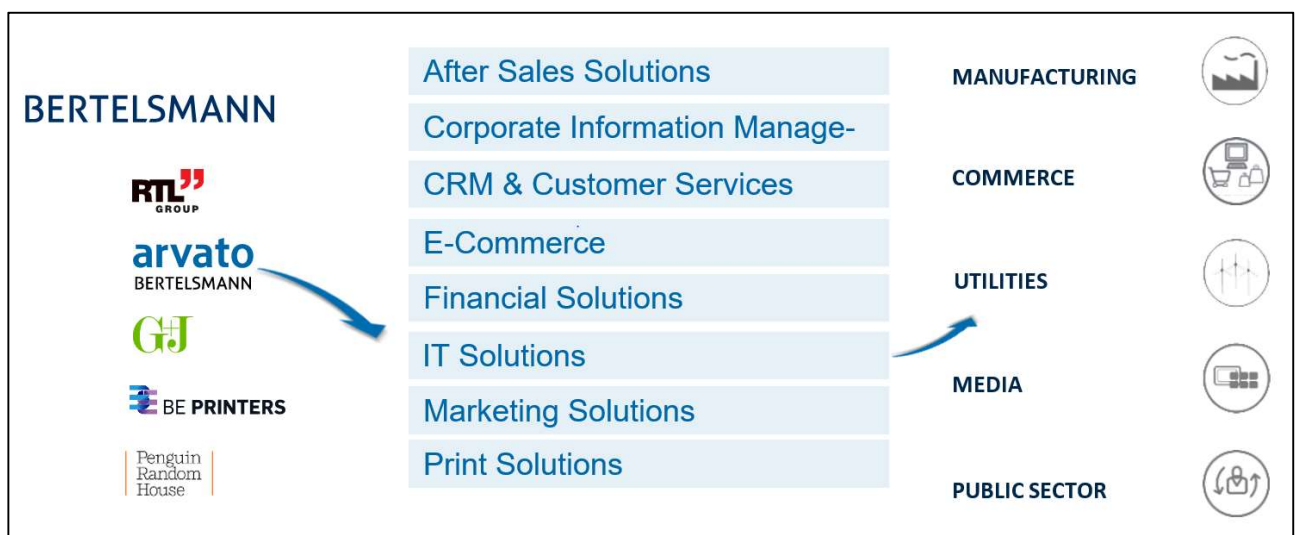 BERTELSMANN
RTL GROUP
arvato
BERTELSMANN
G+J
BE PRINTERS
Penguin
Random
House
After Sales Solutions
Corporate Information Manage-
CRM & Customer Services
E-Commerce
Financial Solutions
IT Solutions
Marketing Solutions
Print Solutions
MANUFACTURING
COMMERCE
UTILITIES
MEDIA
PUBLIC SECTOR